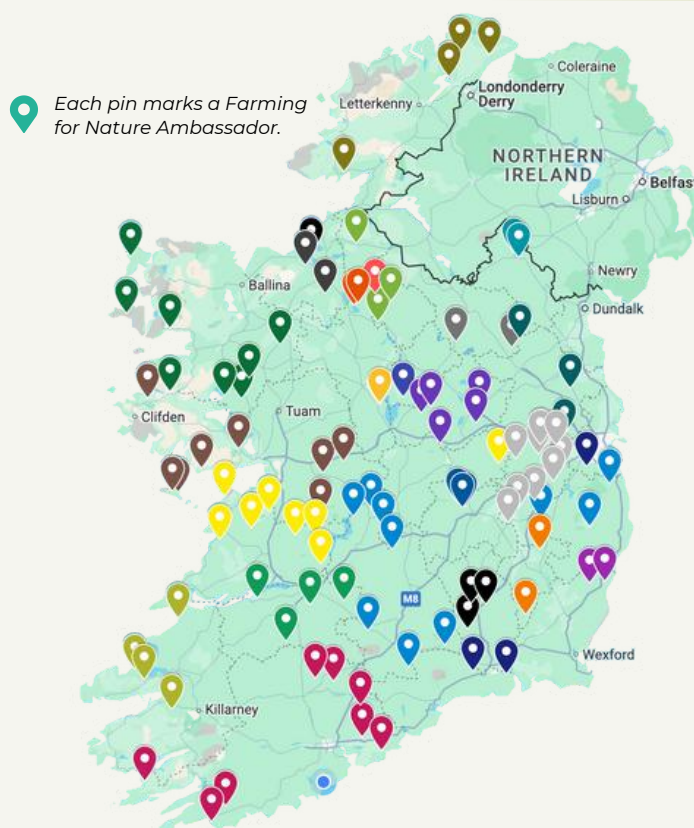 Each pin marks a Farming
for Nature Ambassador.
Coleraine
Londonderry
Derry
Letterkenny
NORTHERN
IRELAND
Belfas
Lisburn
Newry
Ballina
Dundalk
Clifden
Tuam
M8
Wexford
Killarney